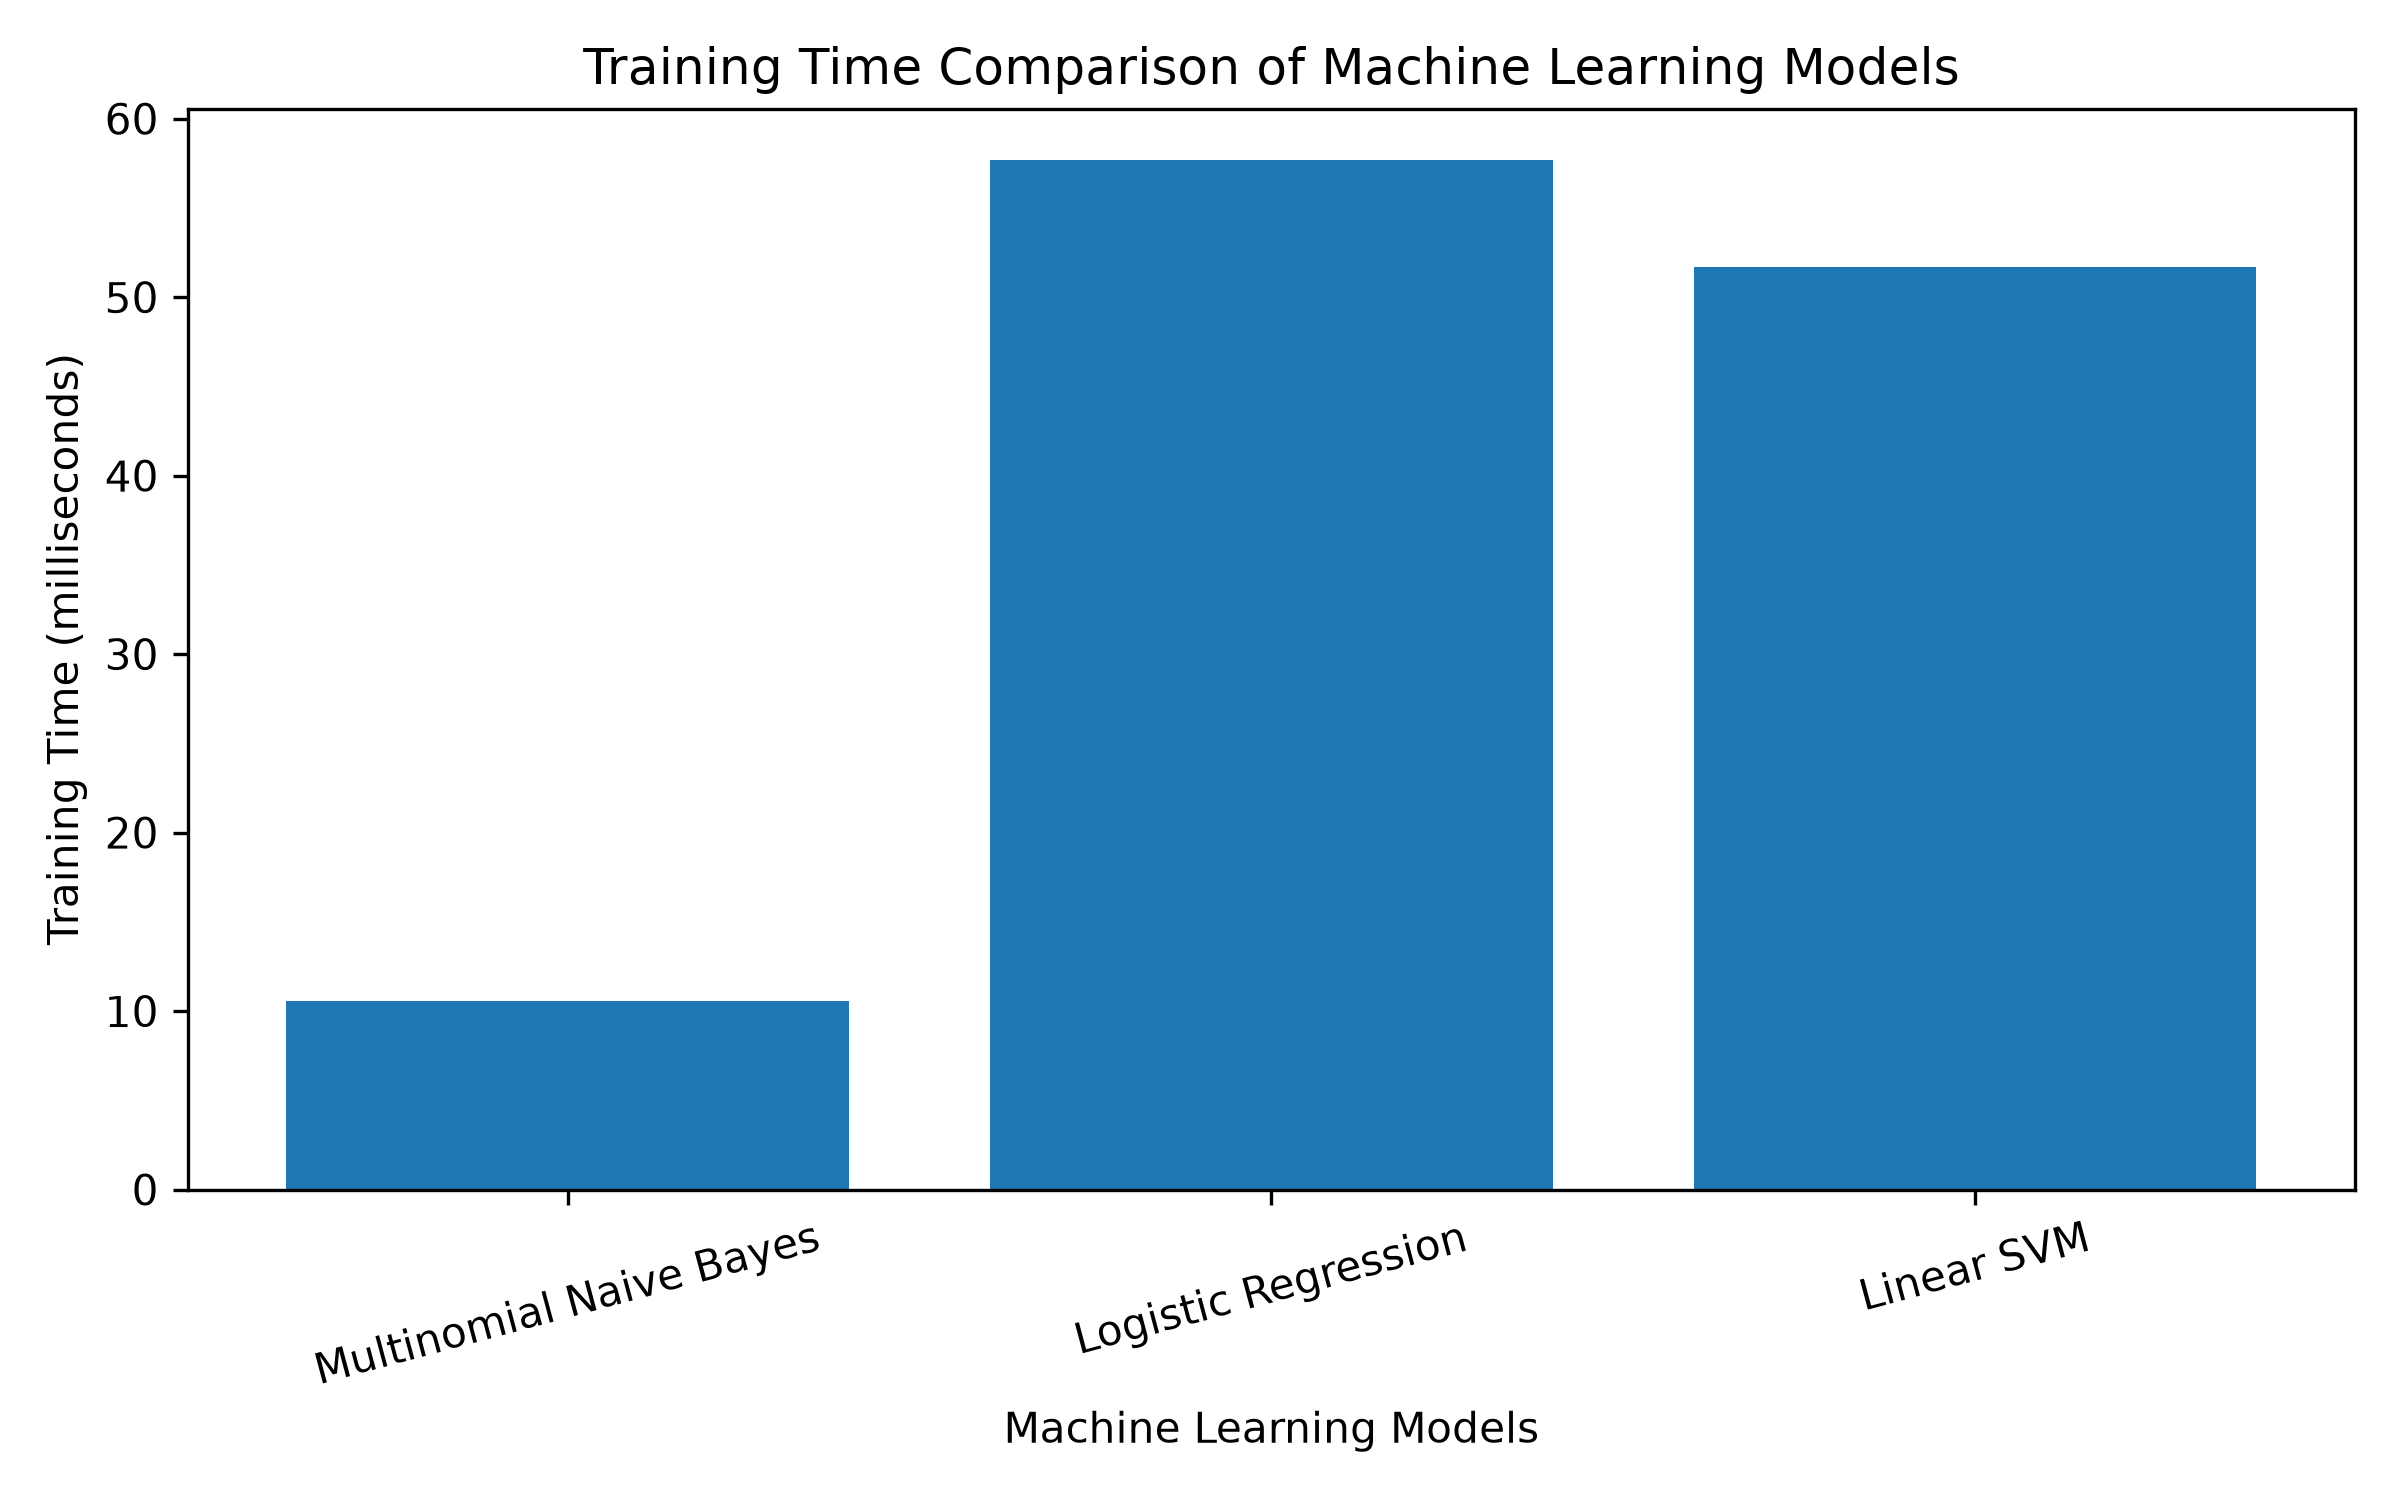 Training Time Comparison of Machine Learning Models
Training Time (milliseconds)
60
50
40
30
20
10
0
Multinomial Naive Bayes
Logistic Regression
Linear SVM
Machine Learning Models